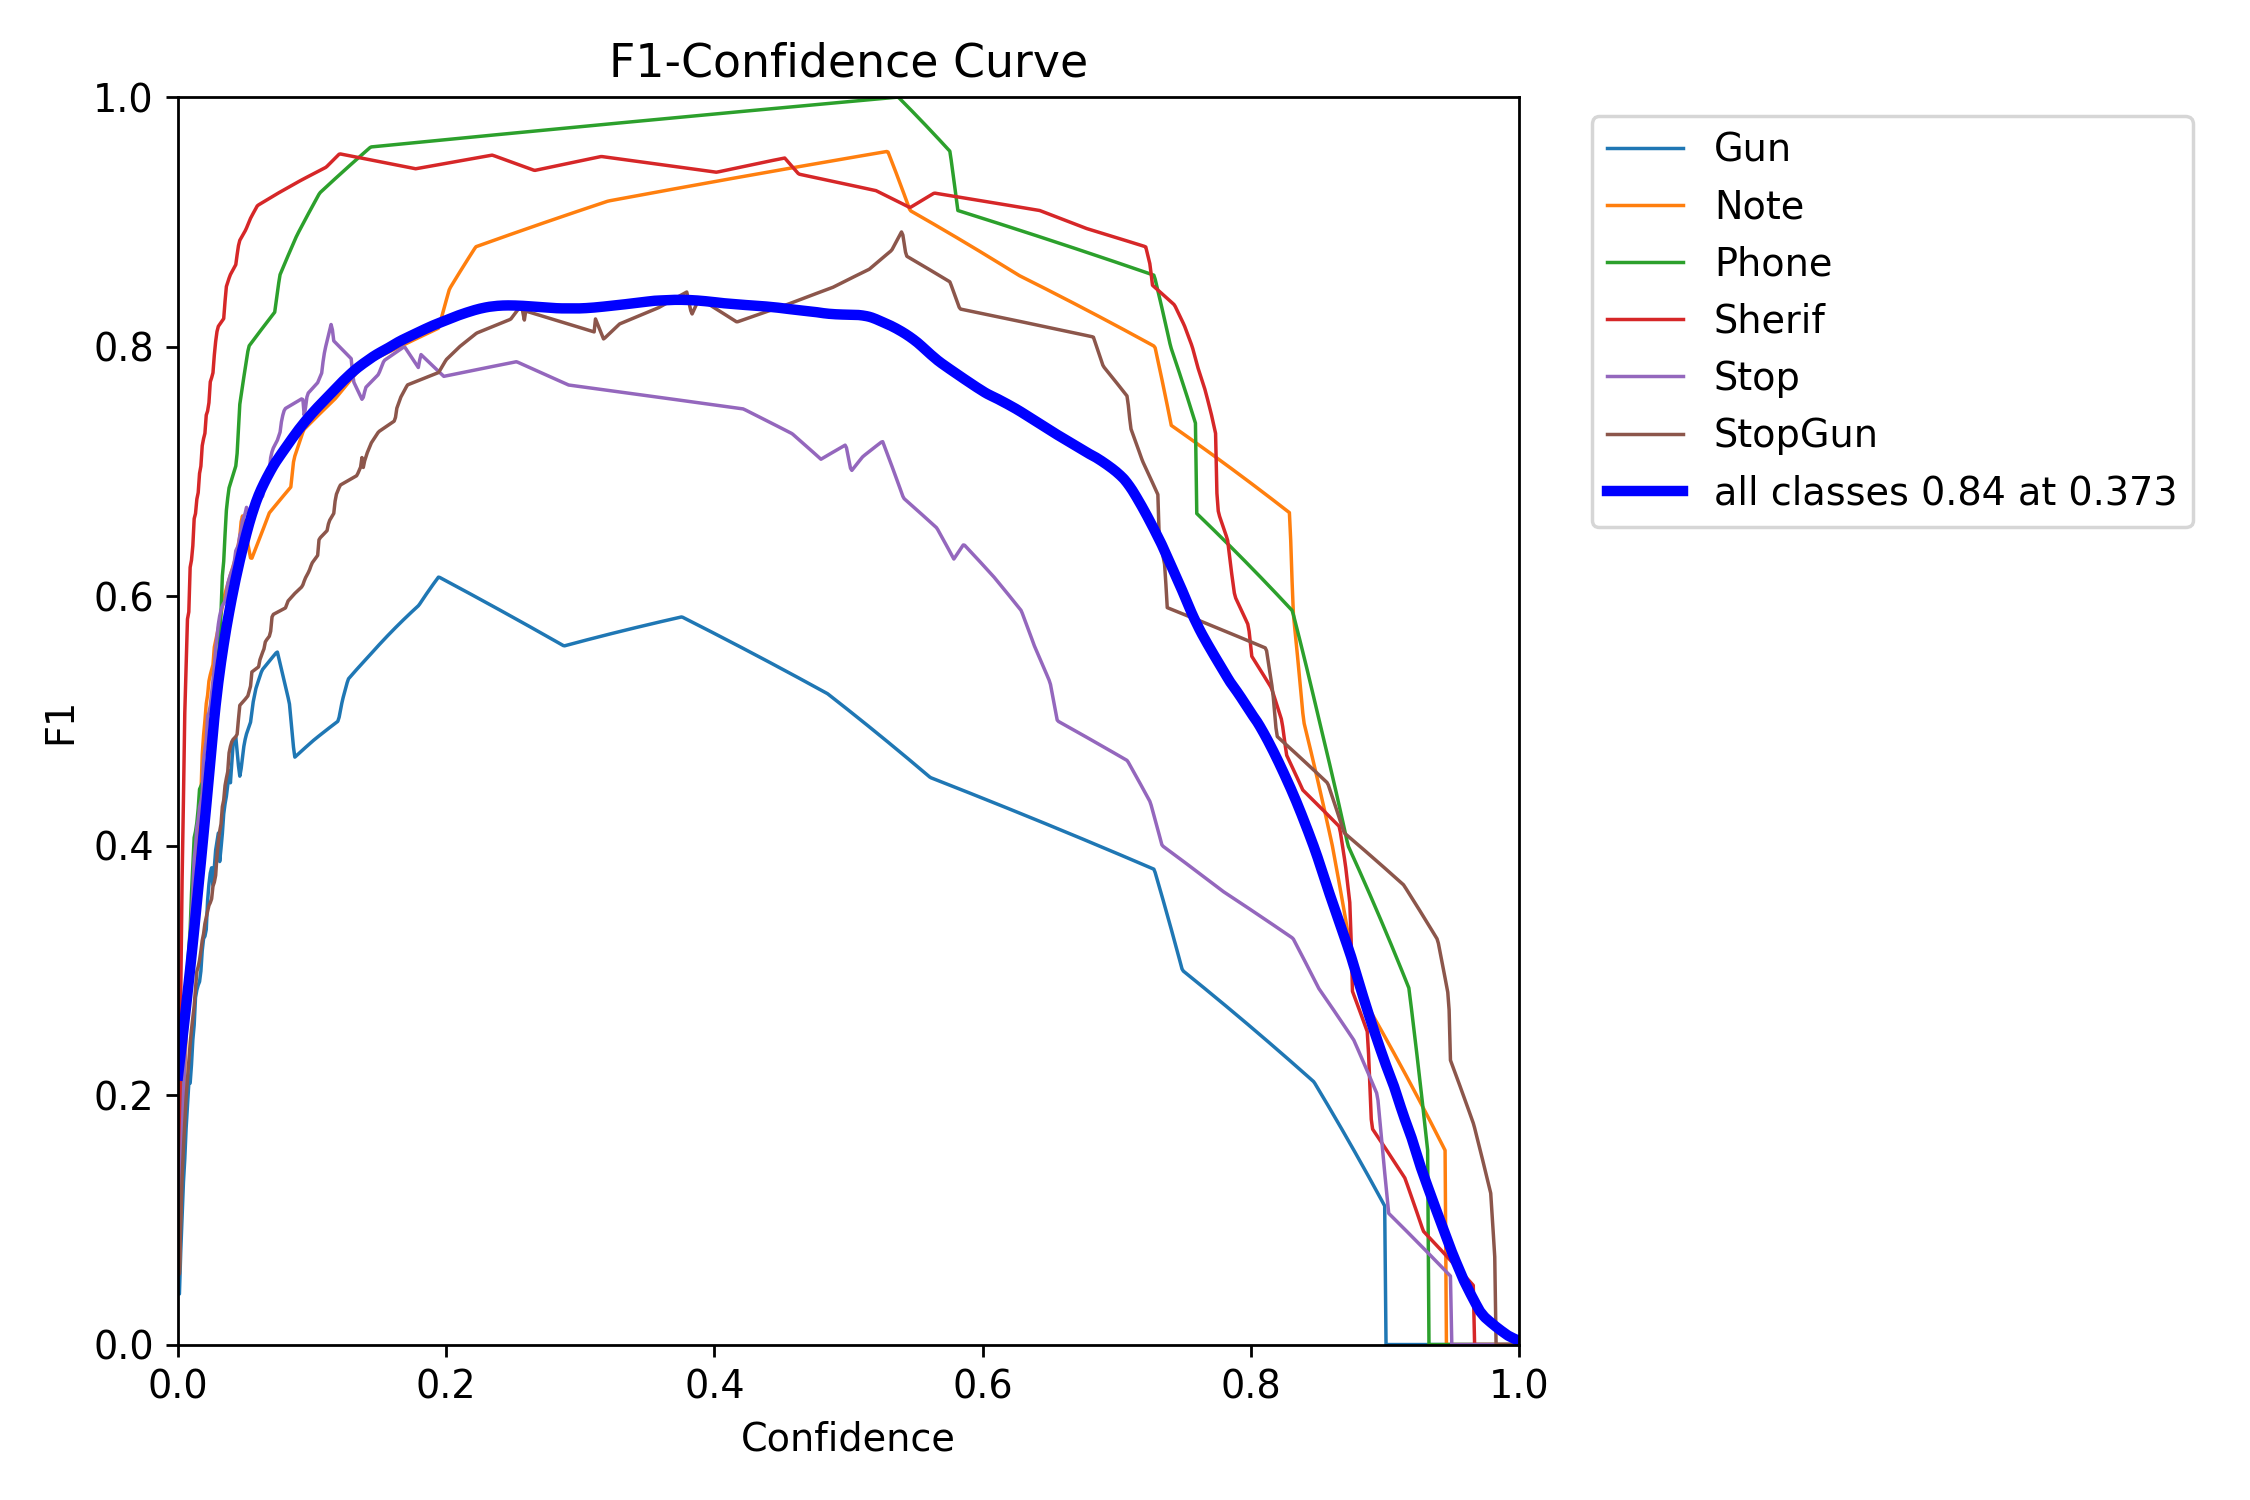 F1-Confidence Curve
1.0
0.8
0.6
0.4
0.2
0.0
F1
0.0 0.2 0.4 0.6 0.8 1.0
Confidence
Gun
Note
Phone
Sherif
Stop
StopGun
all classes 0.84 at 0.373